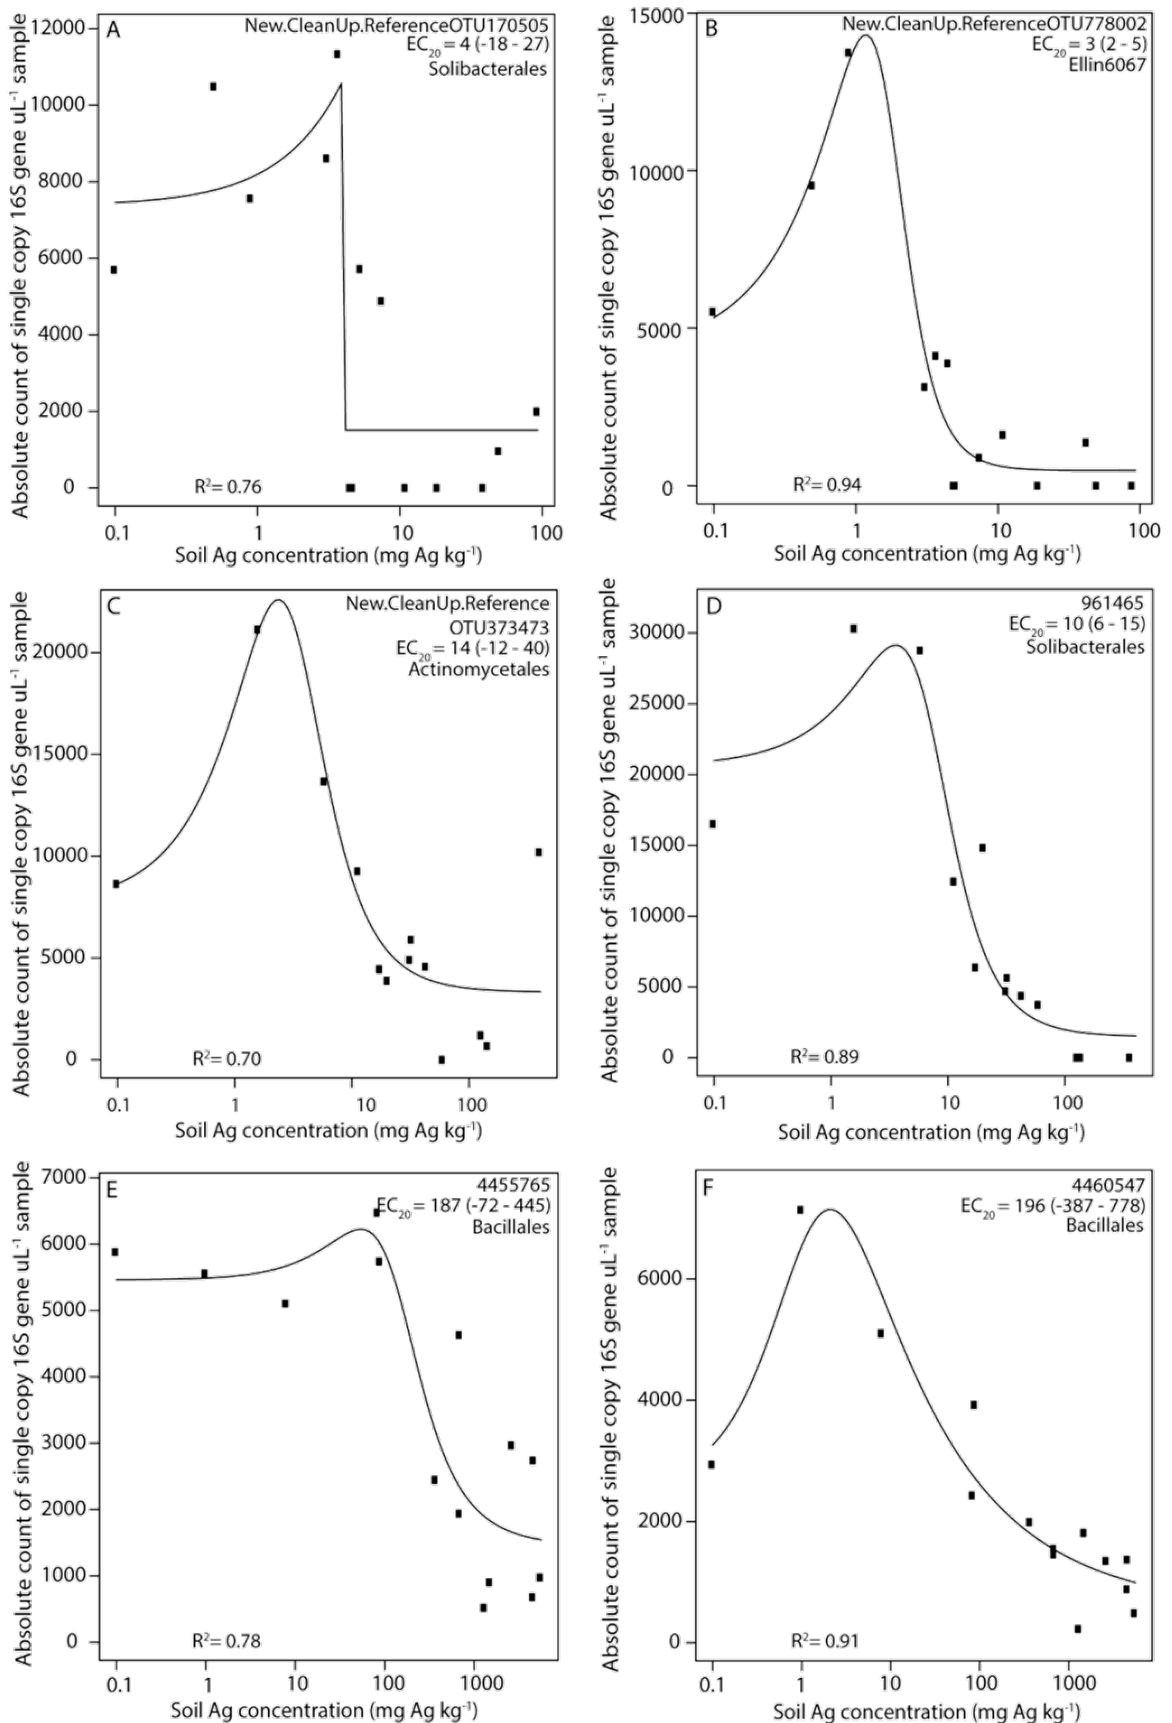 A
New.CleanUp.ReferenceOTU170505
EC20 = 4 (-18 - 27)
Solibacterales
Absolute count of single copy 16S gene uL-1 sample
12000
10000
8000
6000
4000
2000
0
R2= 0.76
0.1 1 10 100
Soil Ag concentration (mg Ag kg-1)
B
New.CleanUp.ReferenceOTU778002
EC20 = 3 (2 - 5)
Ellin6067
Absolute count of single copy 16S gene uL-1 sample
15000
10000
5000
0
R2= 0.94
0.1 1 10 100
Soil Ag concentration (mg Ag kg-1)
C
New.CleanUp.Reference
OTU373473
EC20 = 14 (-12 - 40)
Actinomycetales
Absolute count of single copy 16S gene uL-1 sample
20000
15000
10000
5000
0
R2= 0.70
0.1 1 10 100
Soil Ag concentration (mg Ag kg-1)
D
961465
EC20 = 10 (6 - 15)
Solibacterales
Absolute count of single copy 16S gene uL-1 sample
30000
25000
20000
15000
10000
5000
0
R2= 0.89
0.1 1 10 100
Soil Ag concentration (mg Ag kg-1)
E
4455765
EC20 = 187 (-72 - 445)
Bacillales
Absolute count of single copy 16S gene uL-1 sample
7000
6000
5000
4000
3000
2000
1000
0
R2= 0.78
0.1 1 10 100 1000
Soil Ag concentration (mg Ag kg-1)
F
4460547
EC20 = 196 (-387 - 778)
Bacillales
Absolute count of single copy 16S gene uL-1 sample
6000
4000
2000
0
R2= 0.91
0.1 1 10 100 1000
Soil Ag concentration (mg Ag kg-1)